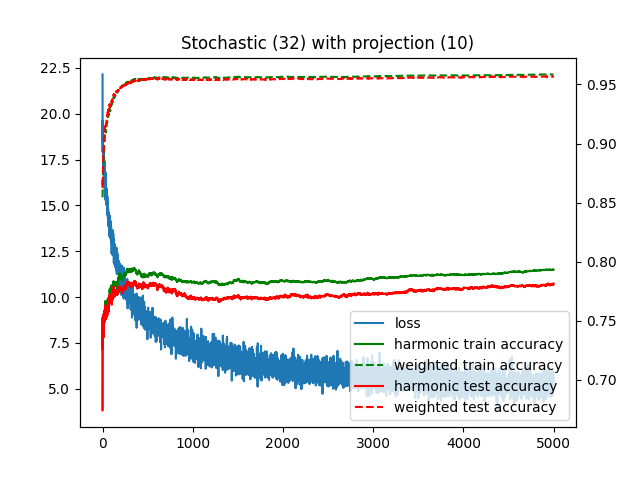 Stochastic (32) with projection (10)
22.5
20.0
17.5
15.0
12.5
10.0
7.5
5.0
0.95
0.90
0.85
0.80
0.75
0.70
loss
harmonic train accuracy
weighted train accuracy
harmonic test accuracy
weighted test accuracy
0 1000 2000 3000 4000 5000